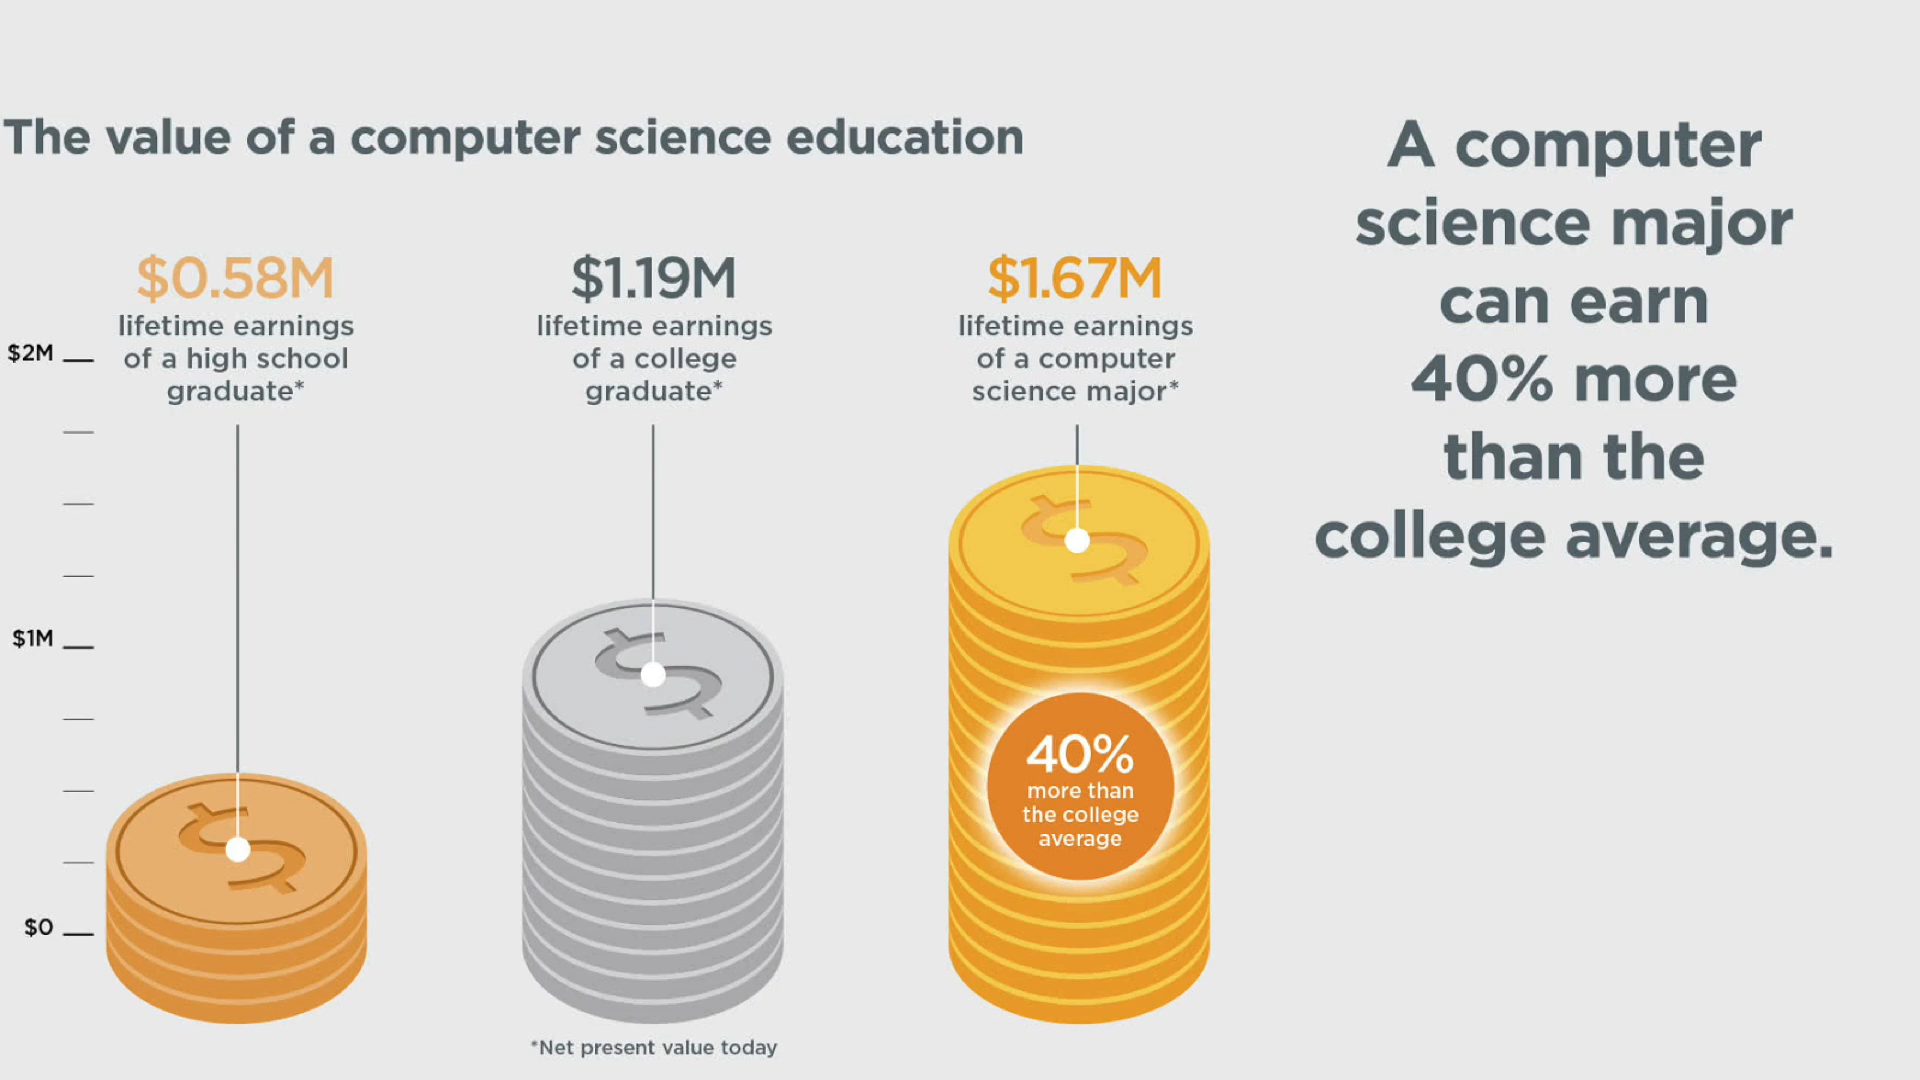 The value of a computer science education
$0.58M
lifetime earnings
of a high school
graduate*
$1.19M
lifetime earnings
of a college
graduate*
$1.67M
lifetime earnings
of a computer
science major*
$2M
$1M
$0
40%
more than
the college
average
*Net present value today
A computer
science major
can earn
40% more
than the
college average.